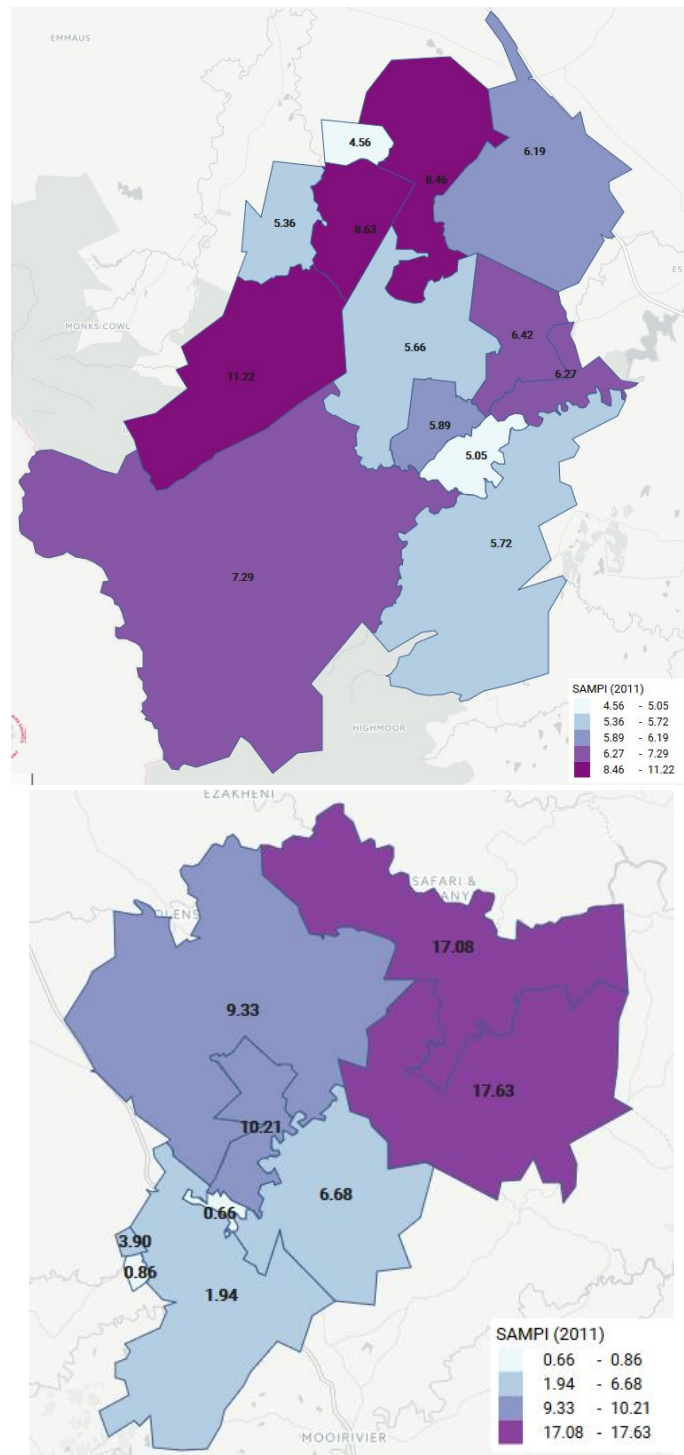 EMMAUS
4.56
8.46
6.19
5.36
8.63
ES
MONKS COWL
6.42
5.66
11.22
6.27
5.89
5.05
5.72
7.29
SAMPI (2011)
4.56 - 5.05
5.36 - 5.72
5.89 - 6.19
6.27 - 7.29
8.46 - 11.22
HIGHMOOR
EZAKHENI
SAFARI &
ANY
OLENS
17.08
9.33
17.63
10.21
6.68
0.66
3.90
0.86
1.94
SAMPI (2011)
0.66 - 0.86
1.94 - 6.68
9.33 - 10.21
17.08 - 17.63
MOOIRIVIER